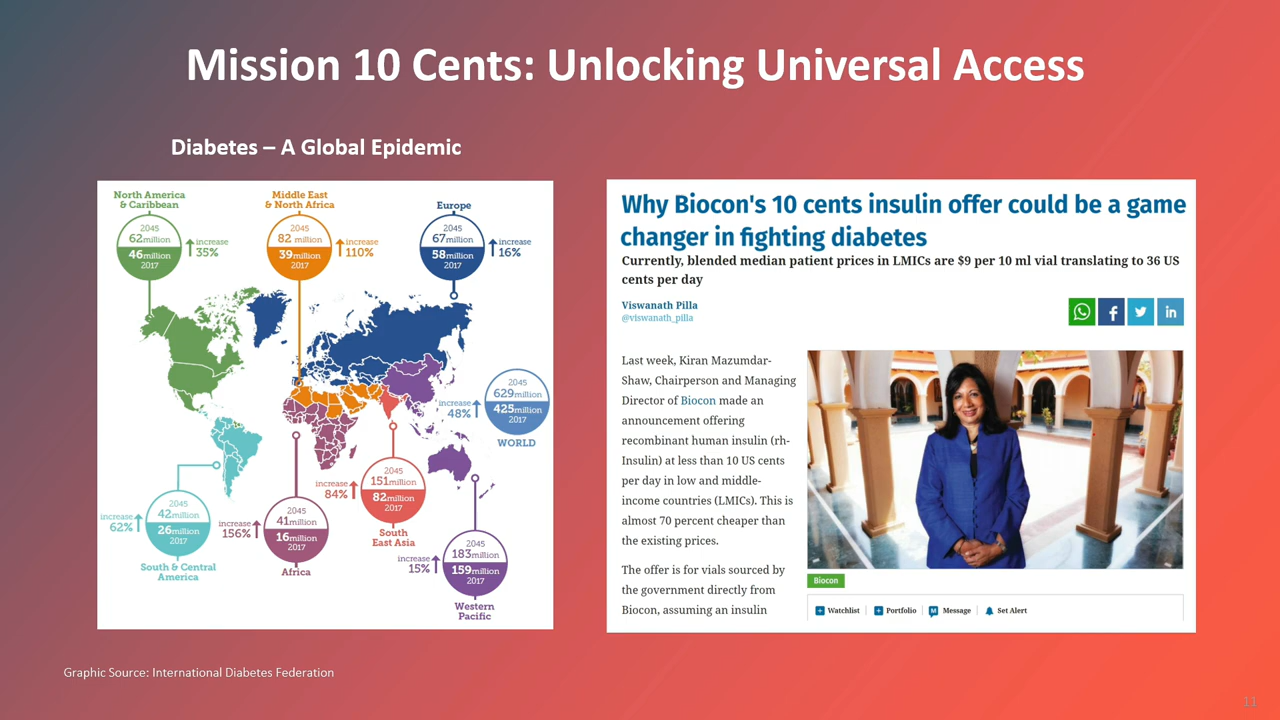 Mission 10 Cents: Unlocking Universal Access
Diabetes – A Global Epidemic
North America
& Caribbean
2045
62million
46million
2017
increase
35%
Middle East
& North Africa
2045
82 million
39million
2017
increase
110%
Europe
2045
67million
58million
2017
increase
16%
2045
629million
425million
2017
WORLD
increase
48%
2045
42million
26million
2017
increase
62%
South & Central
America
2045
41million
16million
2017
increase
156%
Africa
2045
151million
82million
2017
increase
84%
South
East Asia
2045
183million
159million
2017
increase
15%
Western
Pacific
Why Biocon's 10 cents insulin offer could be a game
changer in fighting diabetes
Currently, blended median patient prices in LMICs are $9 per 10 ml vial translating to 36 US
cents per day
Viswanath Pilla
@viswanath_pilla
Last week, Kiran Mazumdar-
Shaw, Chairperson and Managing
Director of Biocon made an
announcement offering
recombinant human insulin (rh-
Insulin) at less than 10 US cents
per day in low and middle-
income countries (LMICs). This is
almost 70 percent cheaper than
the existing prices.
The offer is for vials sourced by
the government directly from
Biocon, assuming an insulin
Biocon
Watchlist
Portfolio
Message
Set Alert
Graphic Source: International Diabetes Federation
11